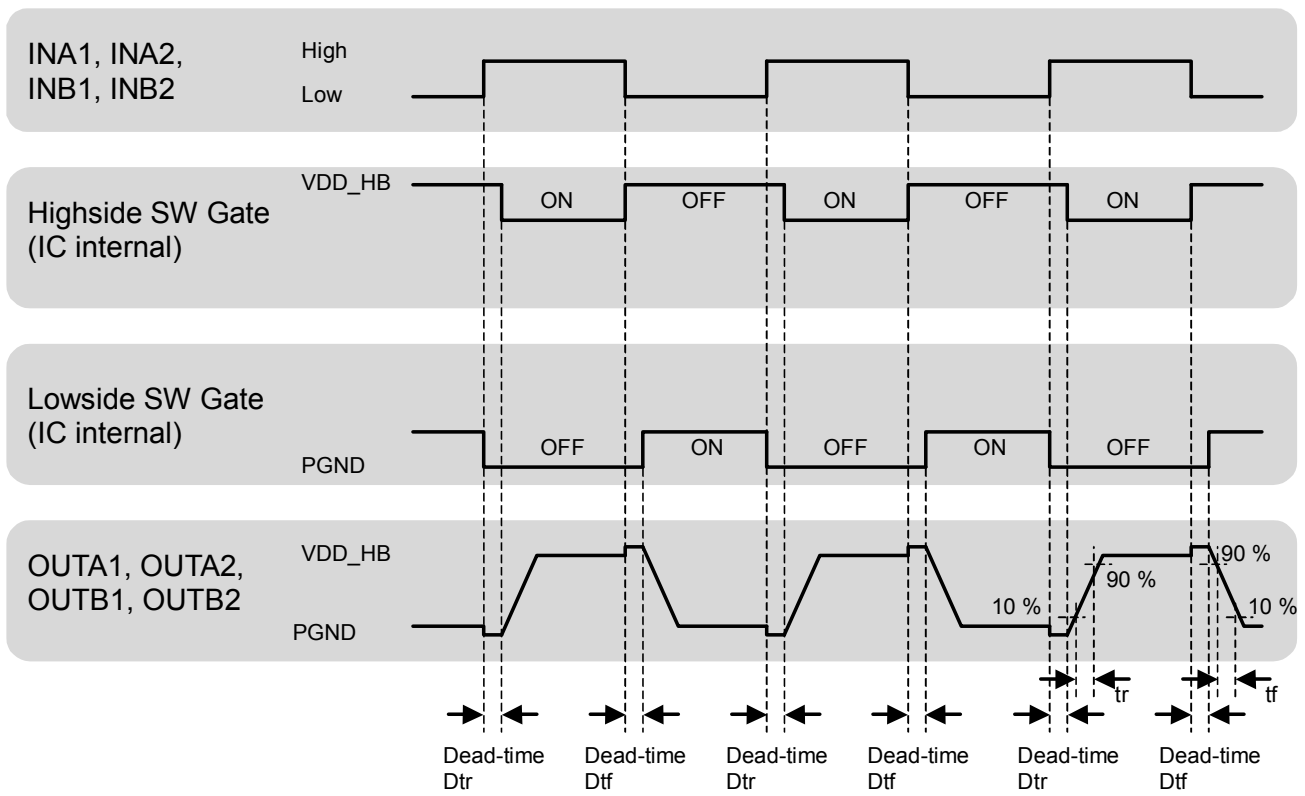 INA1, INA2,
INB1, INB2
High
Low
Highside SW Gate
(IC internal)
VDD_HB
ON
OFF
ON
OFF
ON
Lowside SW Gate
(IC internal)
PGND
OFF
ON
OFF
ON
OFF
OUTA1, OUTA2,
OUTB1, OUTB2
VDD_HB
PGND
10 %
90 %
90 %
10 %
tr
tf
Dead-time
Dtr
Dead-time
Dtf
Dead-time
Dtr
Dead-time
Dtf
Dead-time
Dtr
Dead-time
Dtf